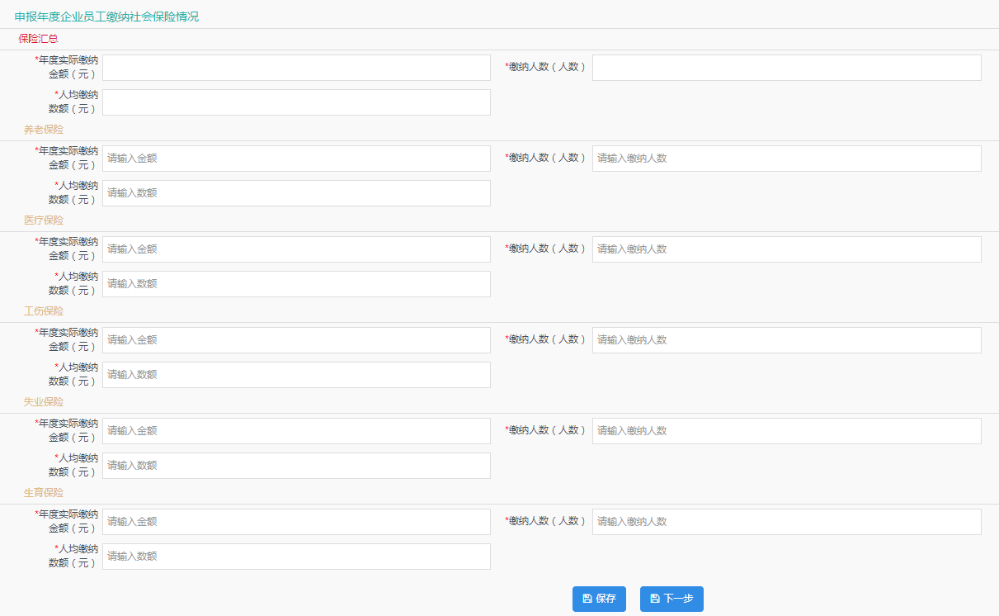 申报年度企业员工缴纳社会保险情况
保险汇总
*年度实际缴纳
金额（元） *缴纳人数（人数）
*人均缴纳
数额（元）
养老保险
*年度实际缴纳
金额（元） 请输入金额 *缴纳人数（人数） 请输入缴纳人数
*人均缴纳
数额（元） 请输入数额
医疗保险
*年度实际缴纳
金额（元） 请输入金额 *缴纳人数（人数） 请输入缴纳人数
*人均缴纳
数额（元） 请输入数额
工伤保险
*年度实际缴纳
金额（元） 请输入金额 *缴纳人数（人数） 请输入缴纳人数
*人均缴纳
数额（元） 请输入数额
失业保险
*年度实际缴纳
金额（元） 请输入金额 *缴纳人数（人数） 请输入缴纳人数
*人均缴纳
数额（元） 请输入数额
生育保险
*年度实际缴纳
金额（元） 请输入金额 *缴纳人数（人数） 请输入缴纳人数
*人均缴纳
数额（元） 请输入数额
保存 下一步